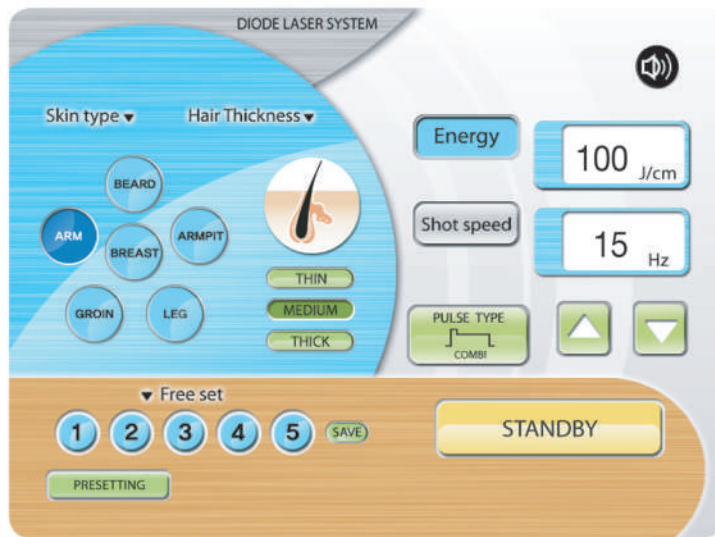 DIODE LASER SYSTEM
Skin type ▼
Hair Thickness ▼
BEARD
ARM
BREAST
ARMPIT
GROIN
LEG
THIN
MEDIUM
THICK
Energy
100 J/cm
Shot speed
15 Hz
PULSE TYPE
COMBI
▼ Free set
1 2 3 4 5 SAVE
PRESETTING
STANDBY